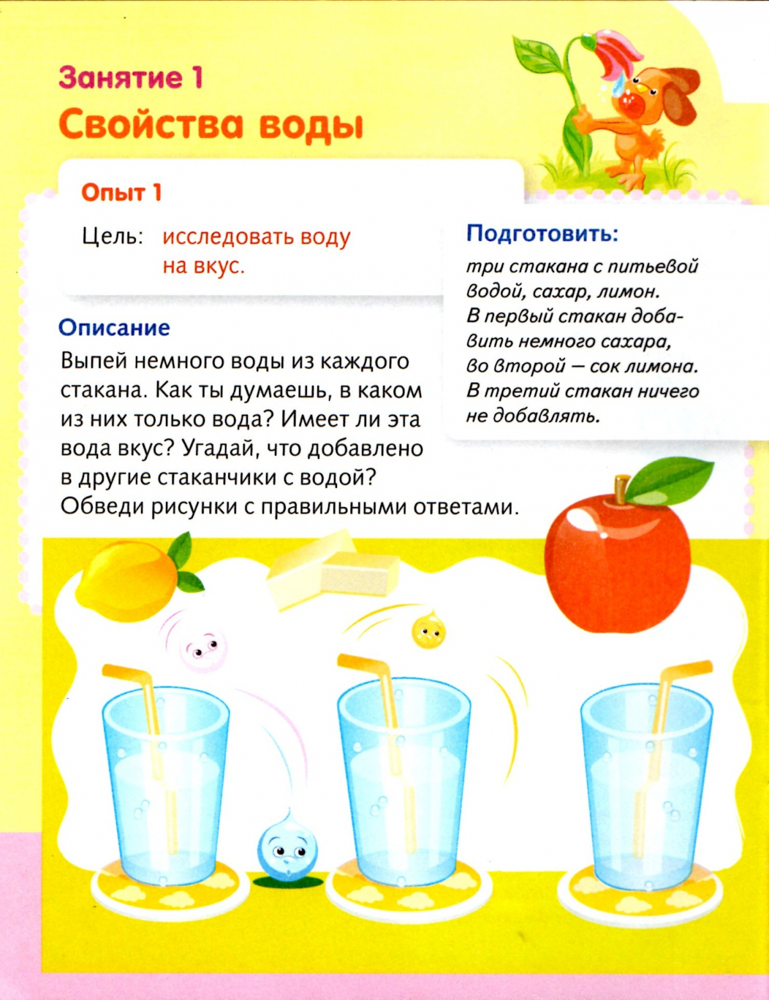 Занятие 1
Свойства воды
Опыт 1
Цель: исследовать воду
на вкус.
Подготовить:
три стакана с питьевой
водой, сахар, лимон.
В первый стакан доба-
вить немного сахара,
во второй – сок лимона.
В третий стакан ничего
не добавлять.
Описание
Выпей немного воды из каждого
стакана. Как ты думаешь, в каком
из них только вода? Имеет ли эта
вода вкус? Угадай, что добавлено
в другие стаканчики с водой?
Обведи рисунки с правильными ответами.